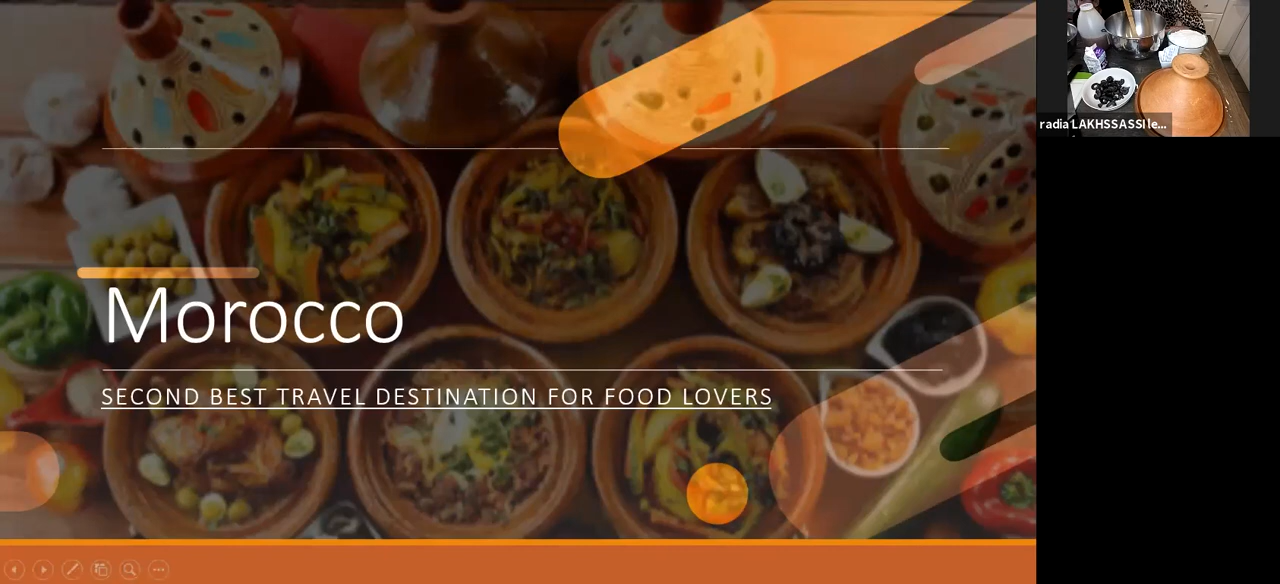 Morocco
SECOND BEST TRAVEL DESTINATION FOR FOOD LOVERS
radia LAKHSSASSI le...